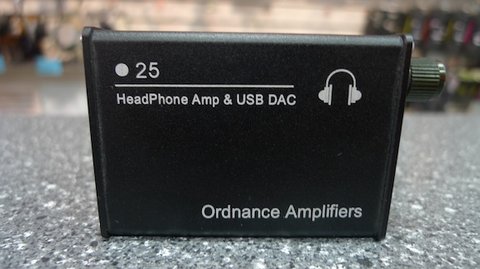 ● 25
HeadPhone Amp & USB DAC
Ordnance Amplifiers